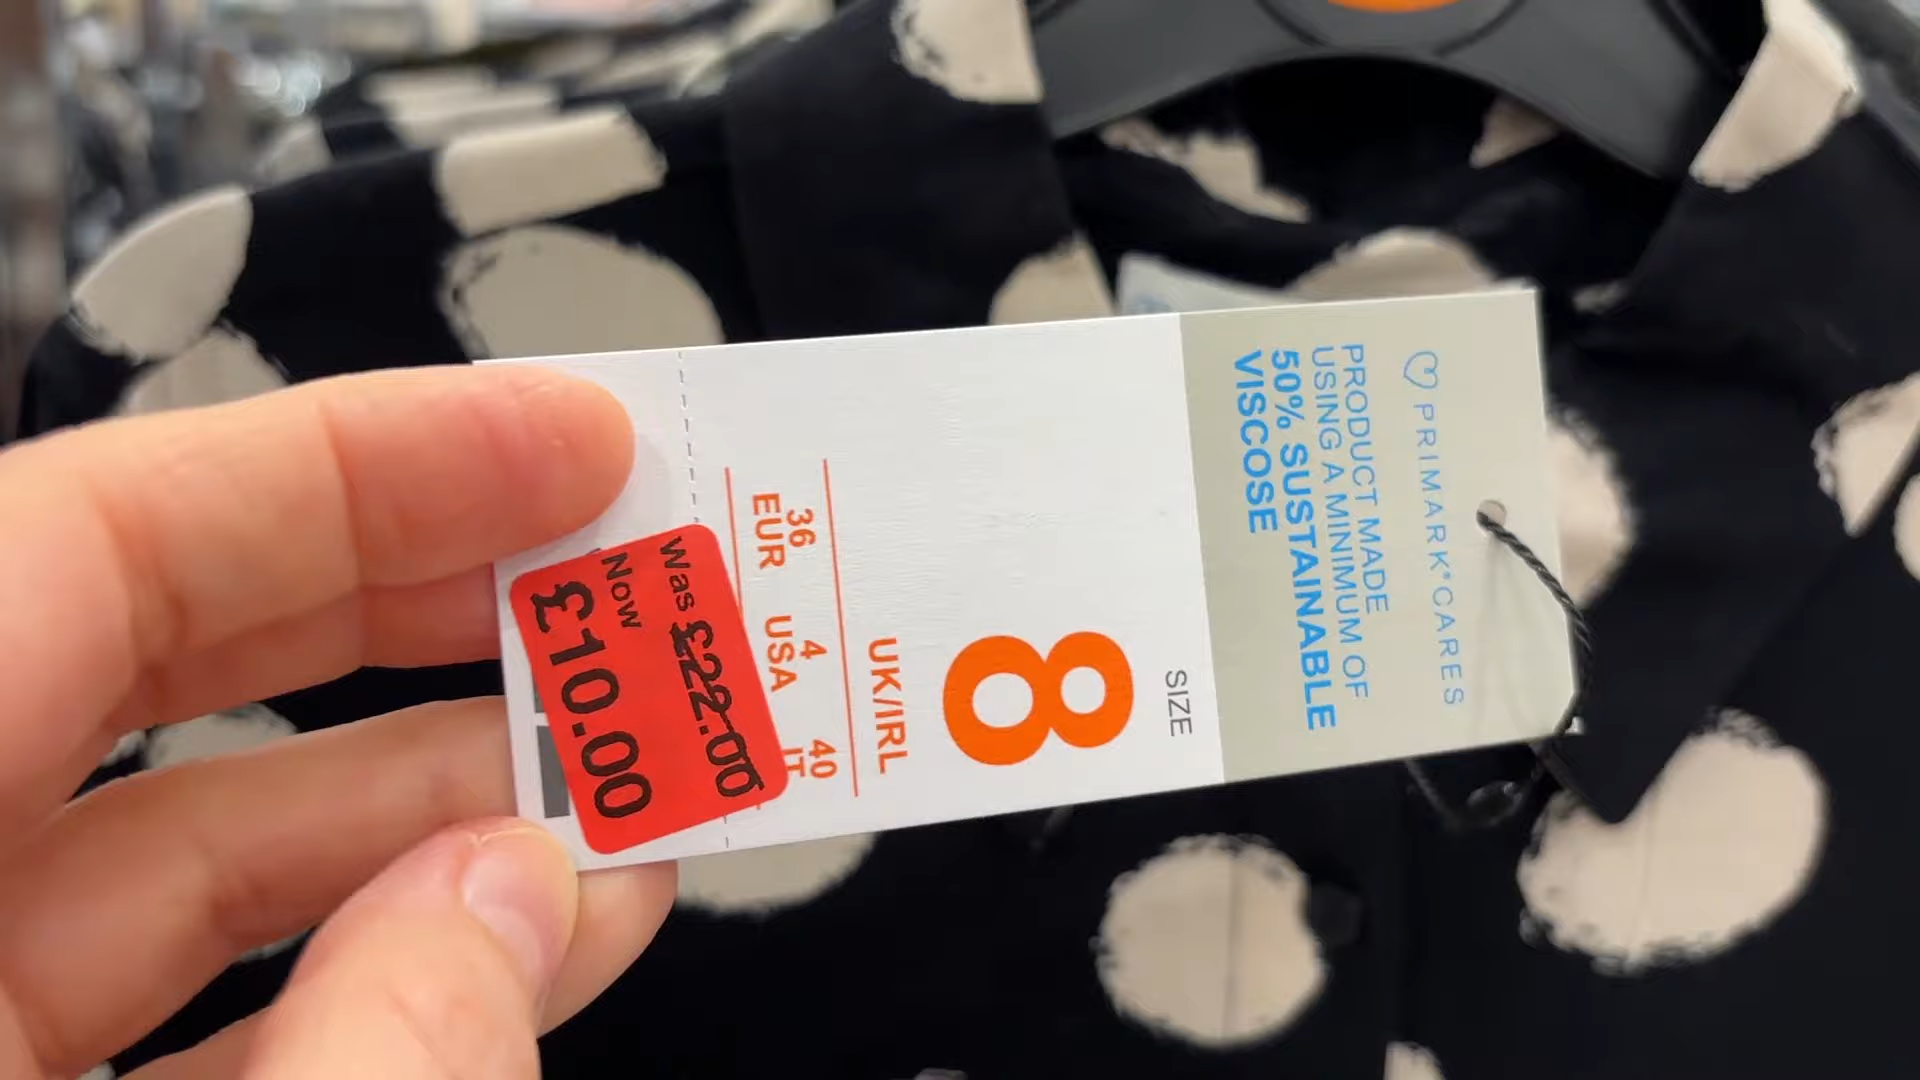 PRIMARK®CARES
PRODUCT MADE
USING A MINIMUM OF
50% SUSTAINABLE
VISCOSE
SIZE
8
UK/IRL
36 4 40
EUR USA IT
Was £22.00
Now
£10.00